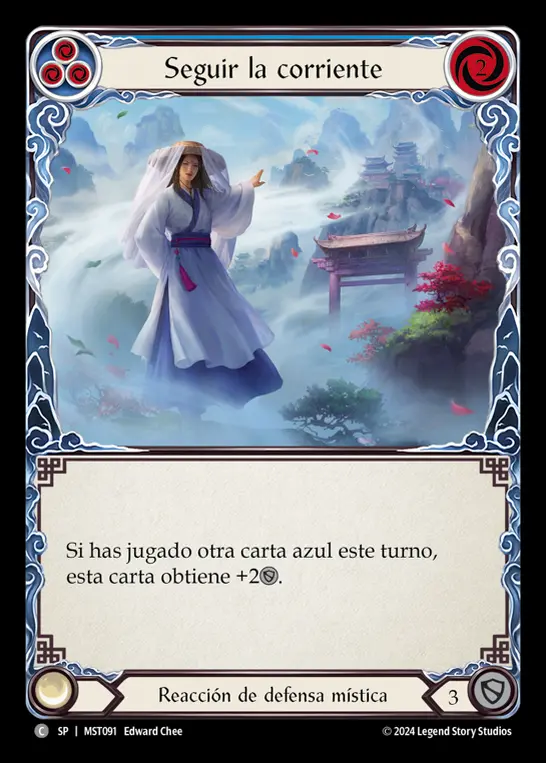 Seguir la corriente
2
Si has jugado otra carta azul este turno,
esta carta obtiene +2.
Reacción de defensa mística
3
C SP | MST091 Edward Chee
© 2024 Legend Story Studios